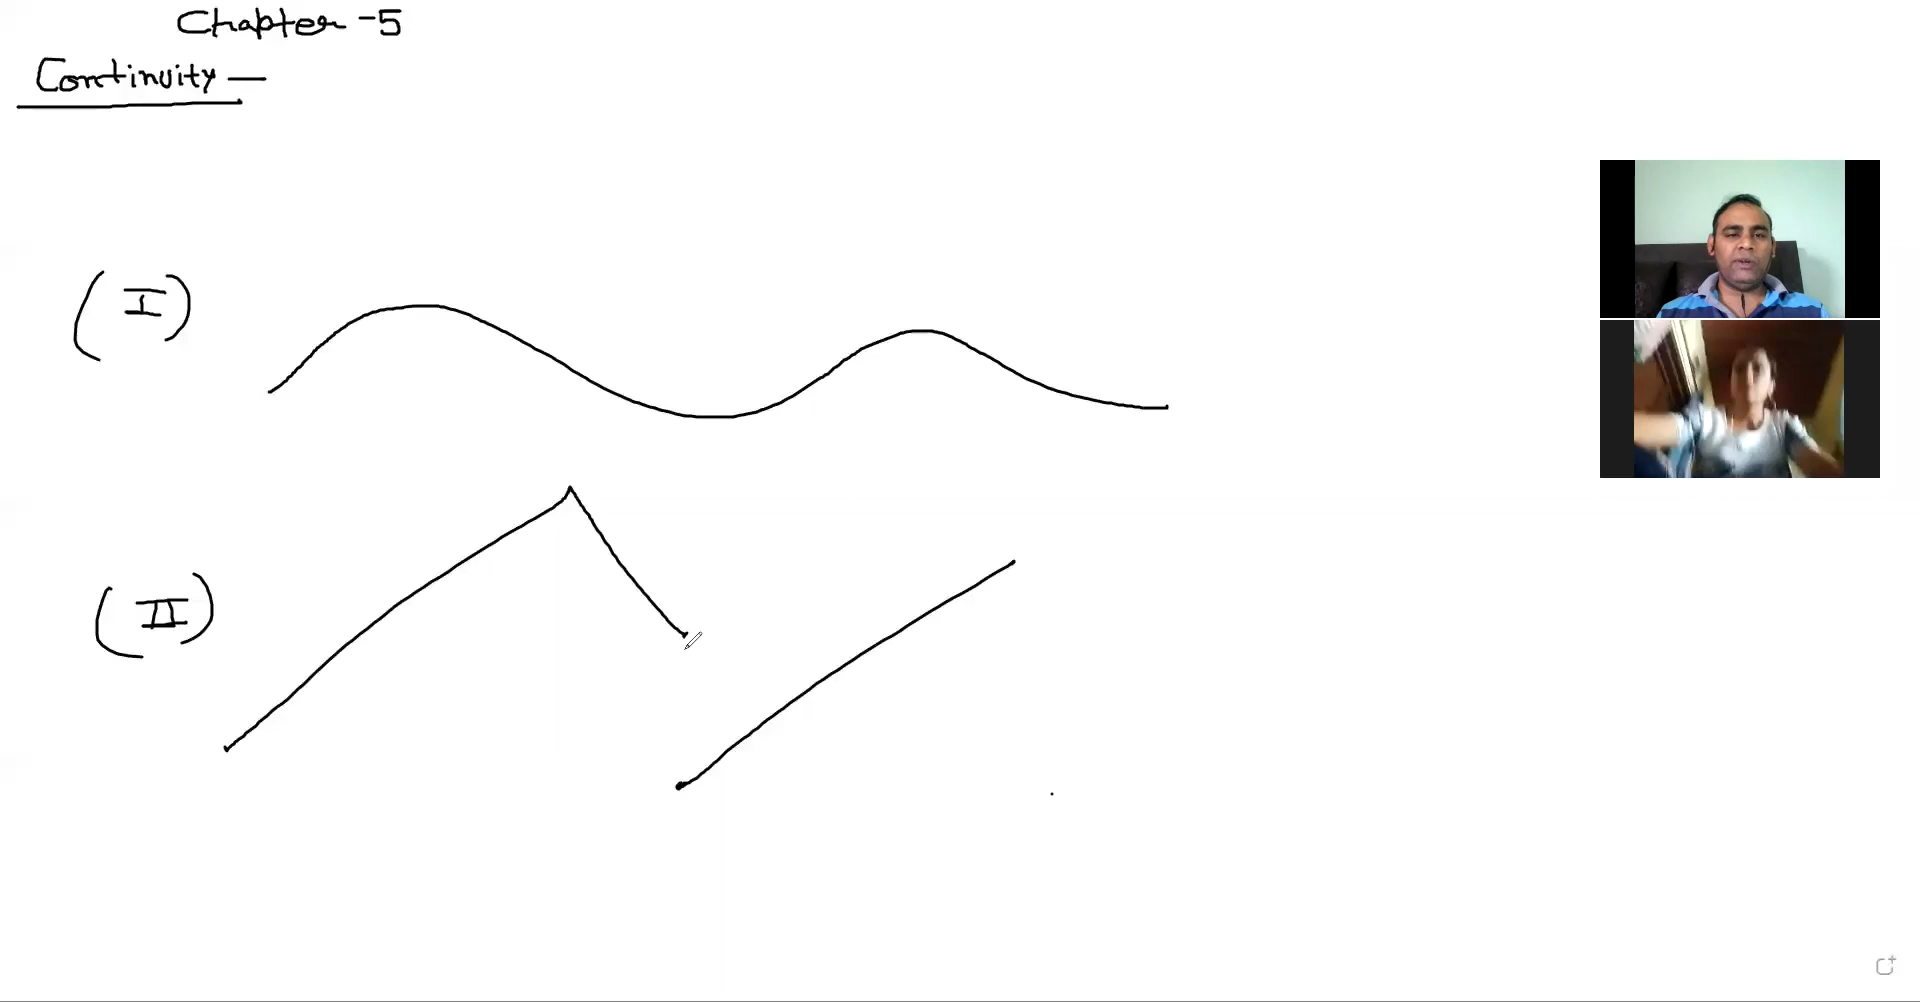 Chapter -5
Continuity —
(I)
(II)